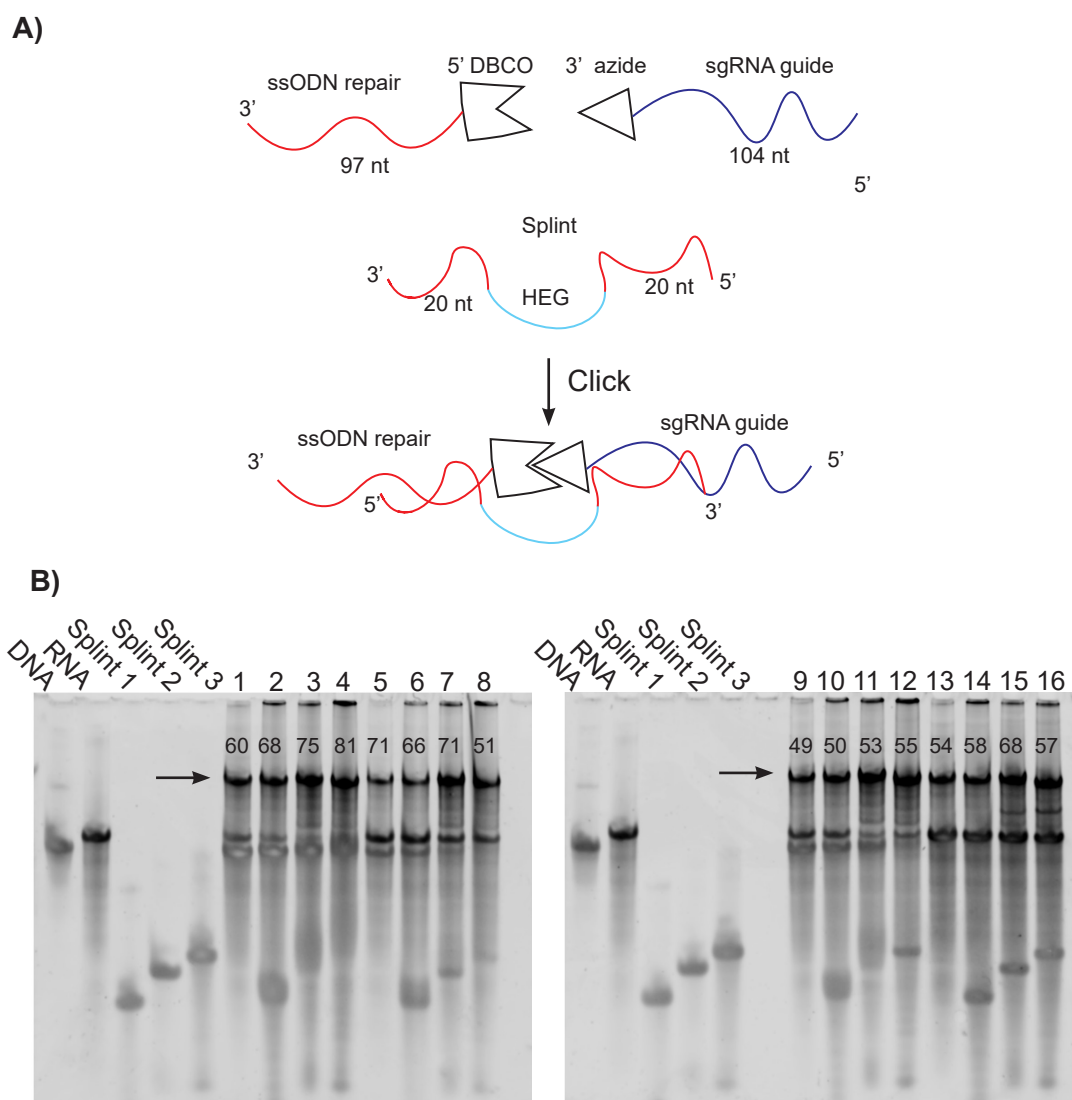 A)
5’ DBCO 3’ azide
ssODN repair sgRNA guide
3’
97 nt 104 nt
5’
Splint
3’ 5’
20 nt HEG 20 nt
Click
ssODN repair sgRNA guide
3’ 5’
5’ 3’
B)
DNA RNA Splint 1 Splint 2 Splint 3 1 2 3 4 5 6 7 8
60 68 75 81 71 66 71 51
DNA RNA Splint 1 Splint 2 Splint 3 9 10 11 12 13 14 15 16
49 50 53 55 54 58 68 57